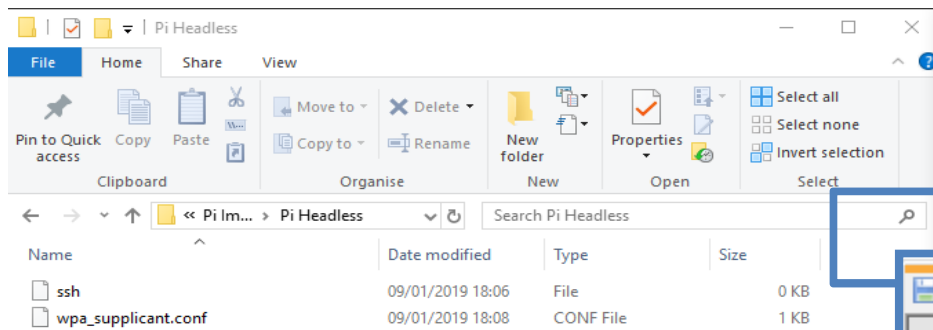 Pi Headless
File Home Share View
Pin to Quick access Copy Paste
Move to Copy to Delete Rename
New folder
Properties
Select all
Select none
Invert selection
Clipboard Organise New Open Select
« Pi Im... > Pi Headless Search Pi Headless
Name Date modified Type Size
ssh 09/01/2019 18:06 File 0 KB
wpa_supplicant.conf 09/01/2019 18:08 CONF File 1 KB